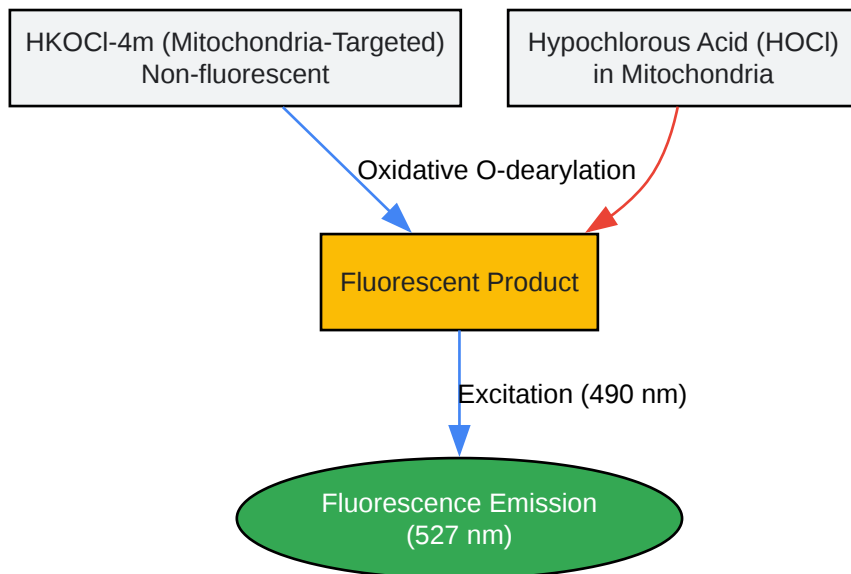 HKOCl-4m (Mitochondria-Targeted)
Non-fluorescent
Hypochlorous Acid (HOCl)
in Mitochondria
Oxidative O-dearylation
Fluorescent Product
Excitation (490 nm)
Fluorescence Emission
(527 nm)